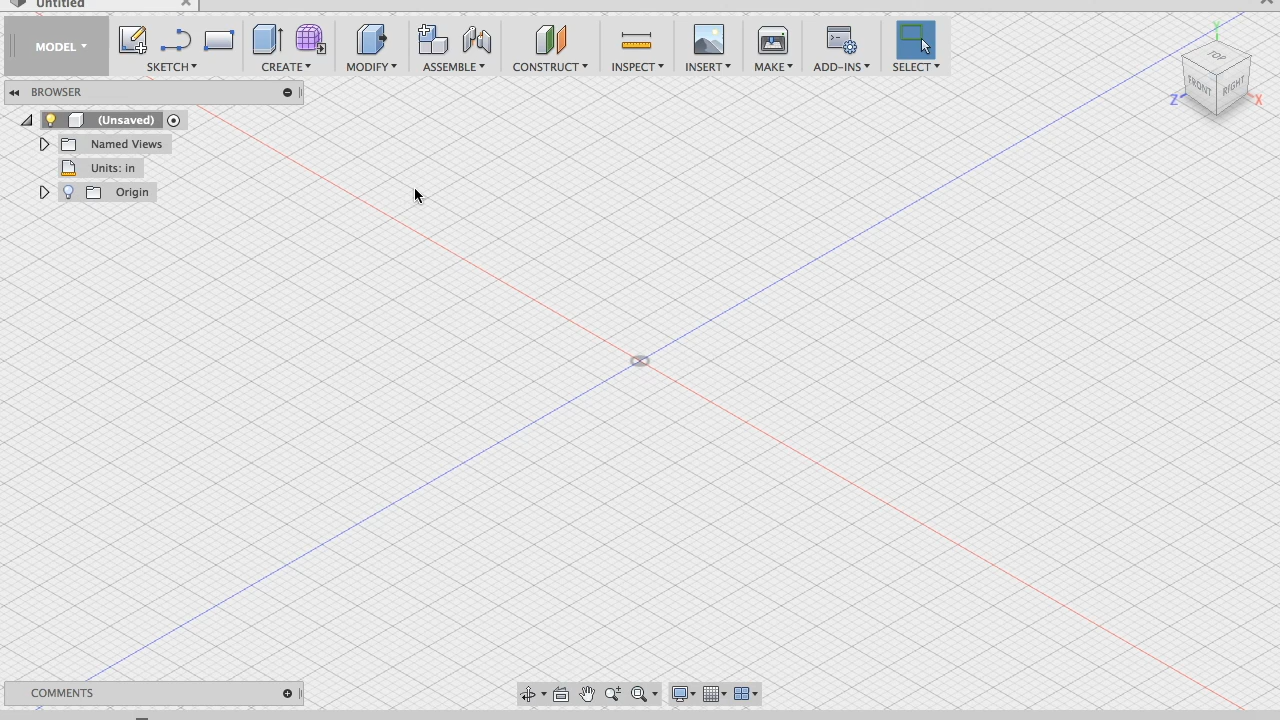 Untitled
MODEL
SKETCH
CREATE
MODIFY
ASSEMBLE
CONSTRUCT
INSPECT
INSERT
MAKE
ADD-INS
SELECT
BROWSER
(Unsaved)
Named Views
Units: in
Origin
Y
TOP
FRONT
RIGHT
Z
X
COMMENTS